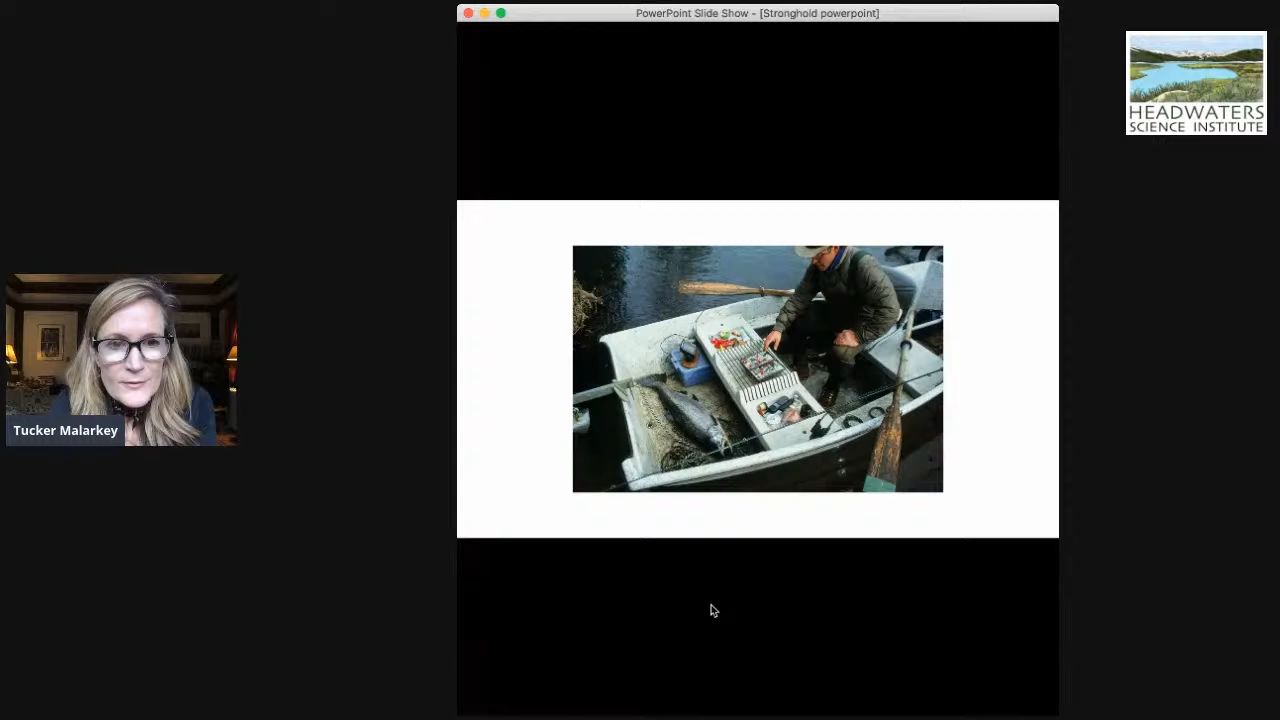 PowerPoint Slide Show - [Stronghold powerpoint]
HEADWATERS
SCIENCE INSTITUTE
Tucker Malarkey